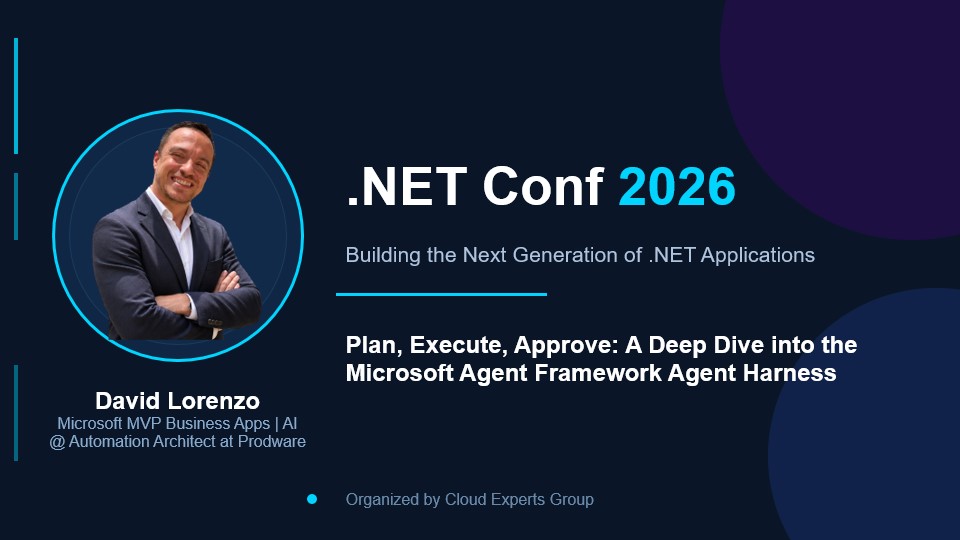 .NET Conf 2026
Building the Next Generation of .NET Applications
Plan, Execute, Approve: A Deep Dive into the
Microsoft Agent Framework Agent Harness
David Lorenzo
Microsoft MVP Business Apps | AI
@ Automation Architect at Prodware
Organized by Cloud Experts Group